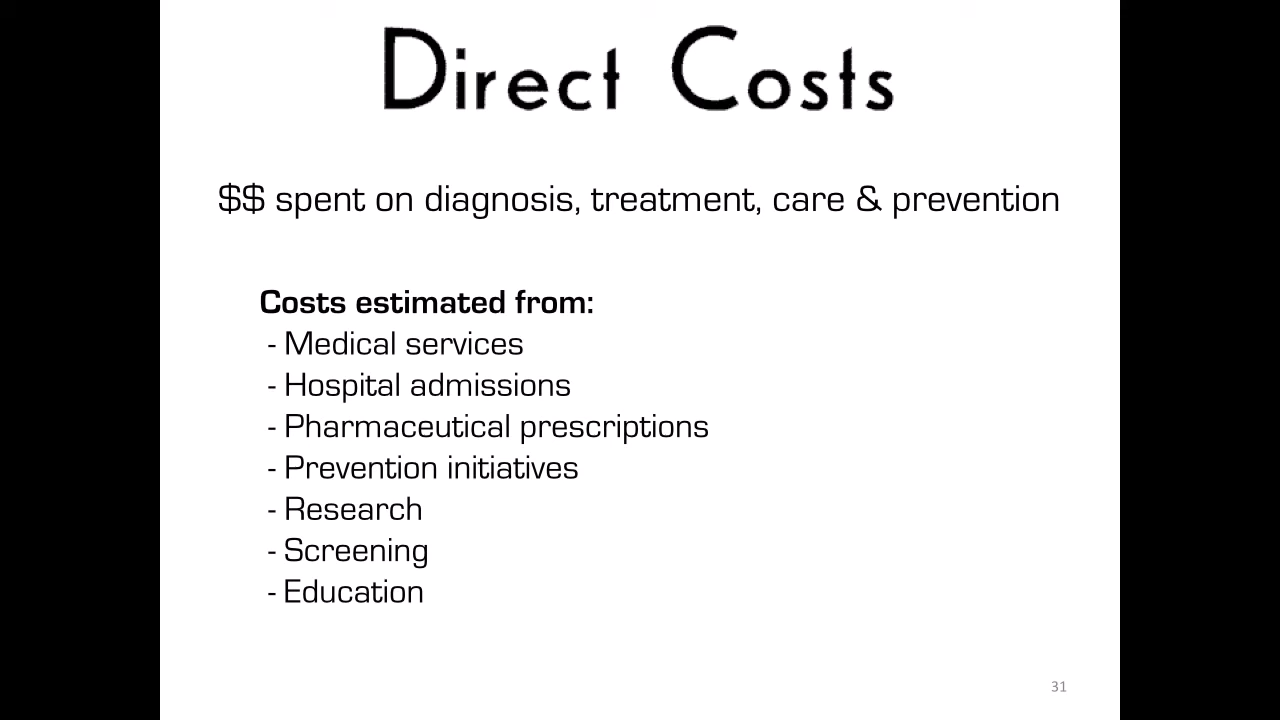 Direct Costs
$$ spent on diagnosis, treatment, care & prevention
Costs estimated from:
- Medical services
- Hospital admissions
- Pharmaceutical prescriptions
- Prevention initiatives
- Research
- Screening
- Education
31